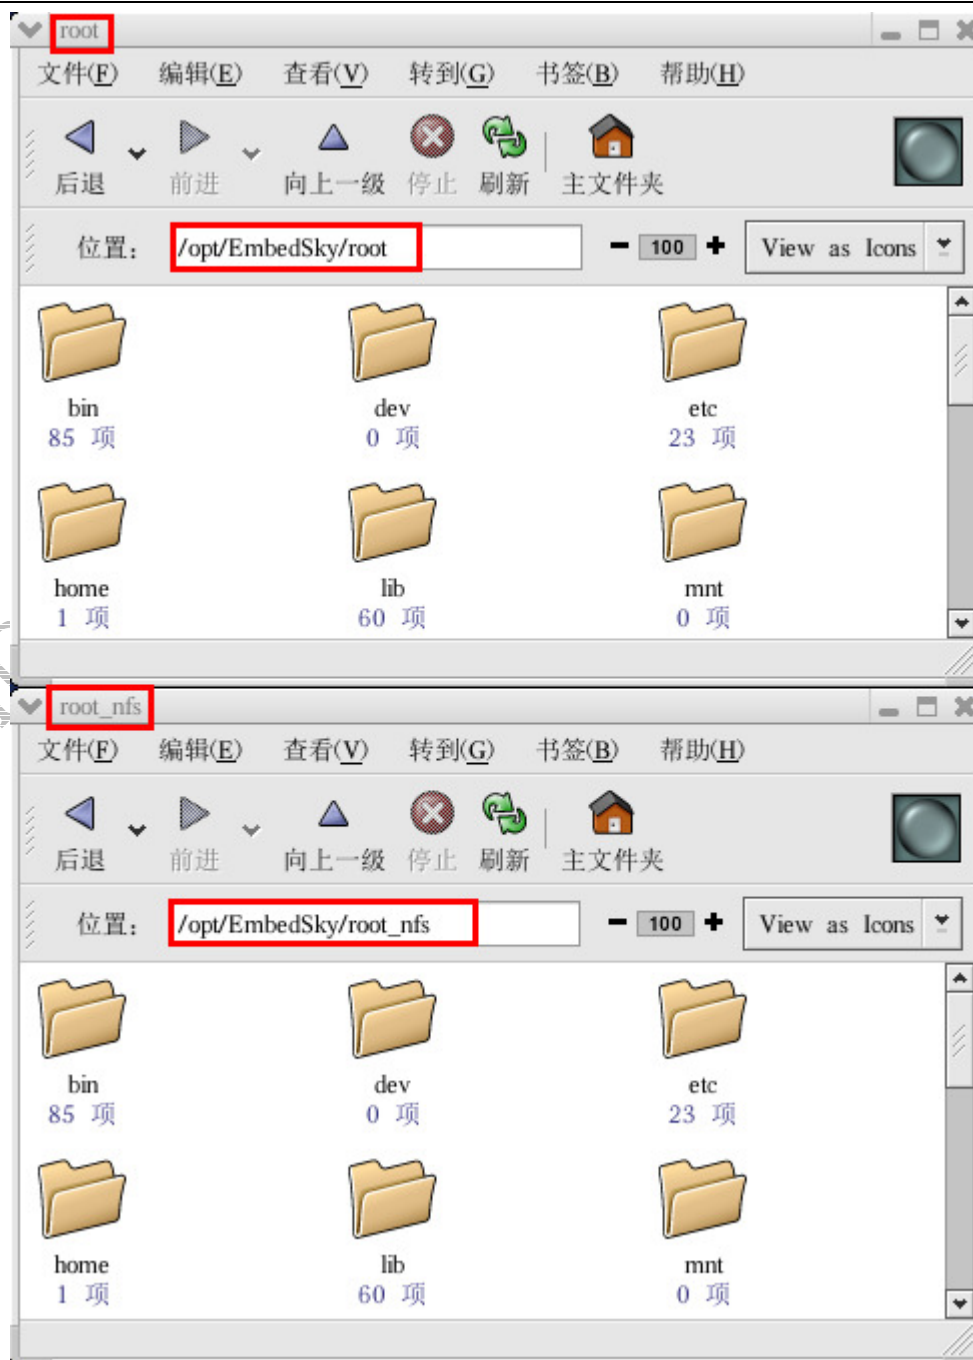 root
文件(F) 编辑(E) 查看(V) 转到(G) 书签(B) 帮助(H)
后退 前进 向上一级 停止 刷新 主文件夹
位置： /opt/EmbedSky/root 100 View as Icons
bin dev etc
85 项 0 项 23 项
home lib mnt
1 项 60 项 0 项
root_nfs
文件(F) 编辑(E) 查看(V) 转到(G) 书签(B) 帮助(H)
后退 前进 向上一级 停止 刷新 主文件夹
位置： /opt/EmbedSky/root_nfs 100 View as Icons
bin dev etc
85 项 0 项 23 项
home lib mnt
1 项 60 项 0 项